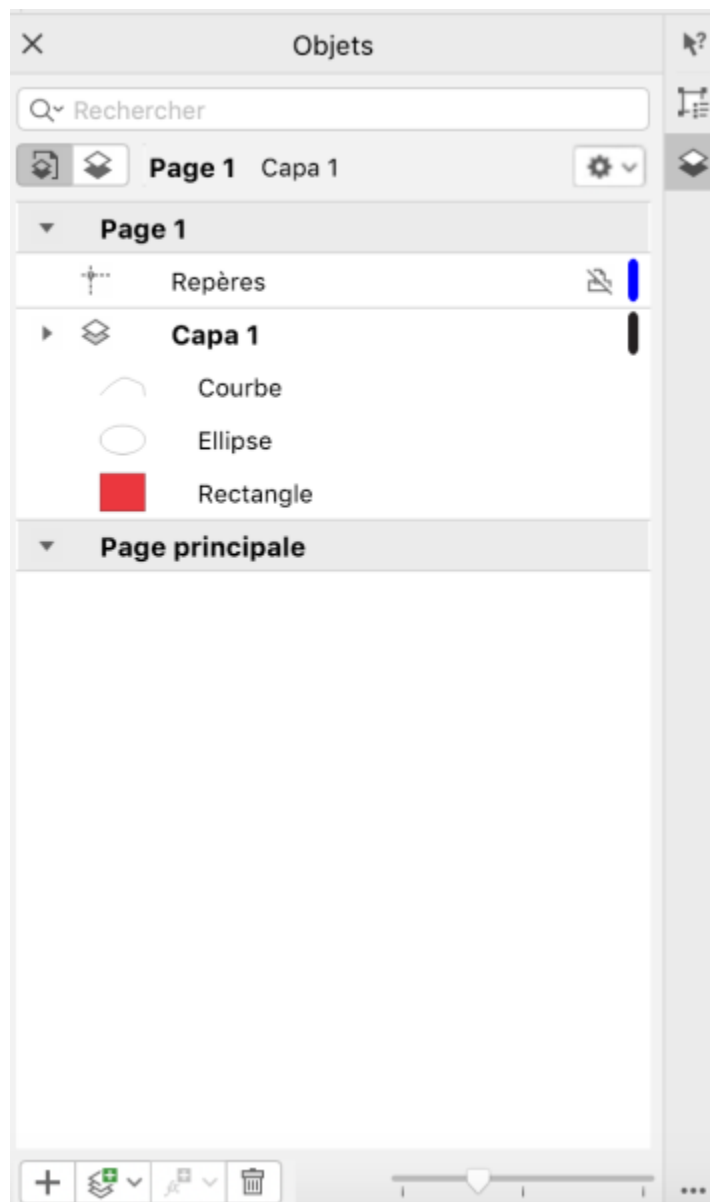 Objets
Rechercher
Page 1 Capa 1
Page 1
Repères
Capa 1
Courbe
Ellipse
Rectangle
Page principale